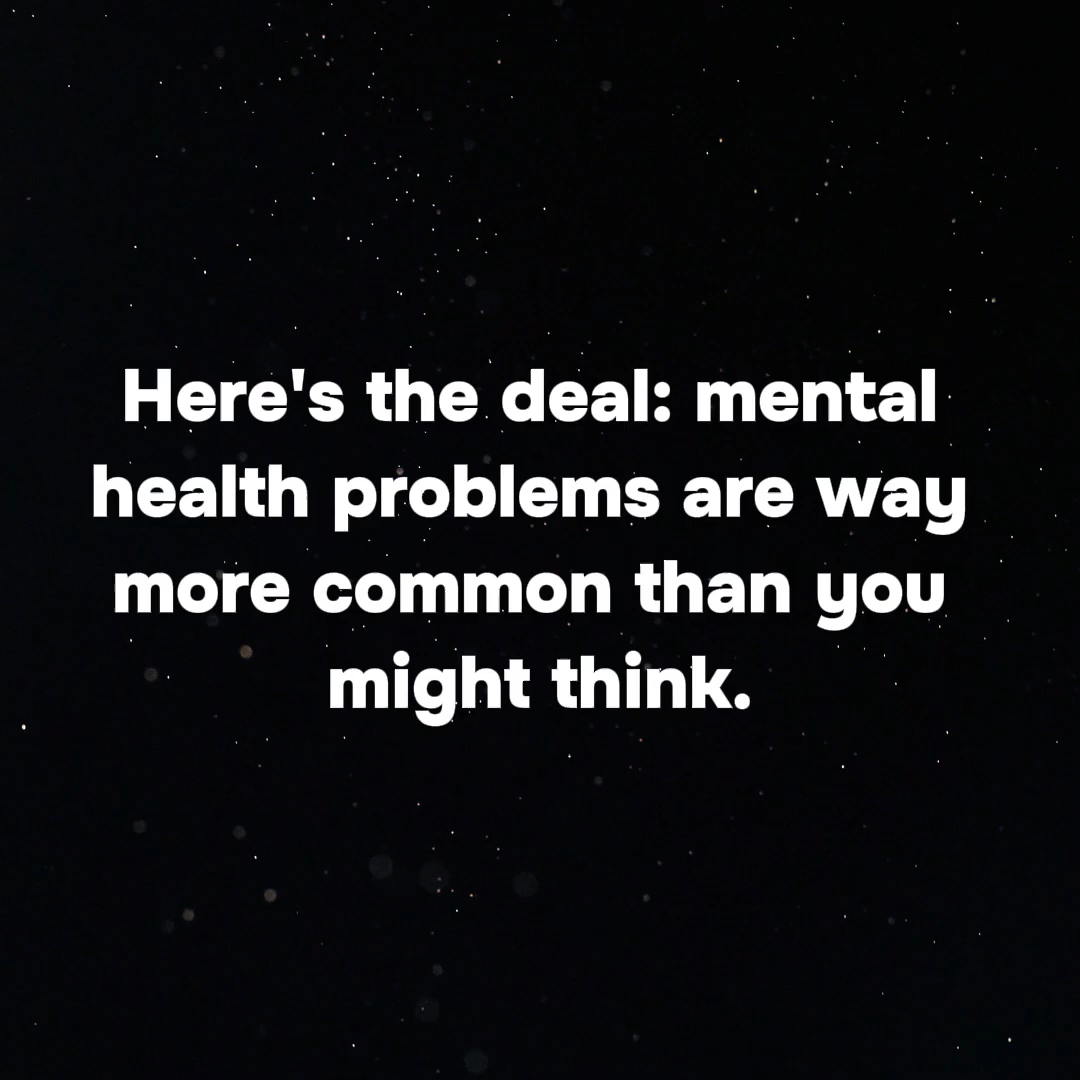 Here's the deal: mental
health problems are way
more common than you
might think.